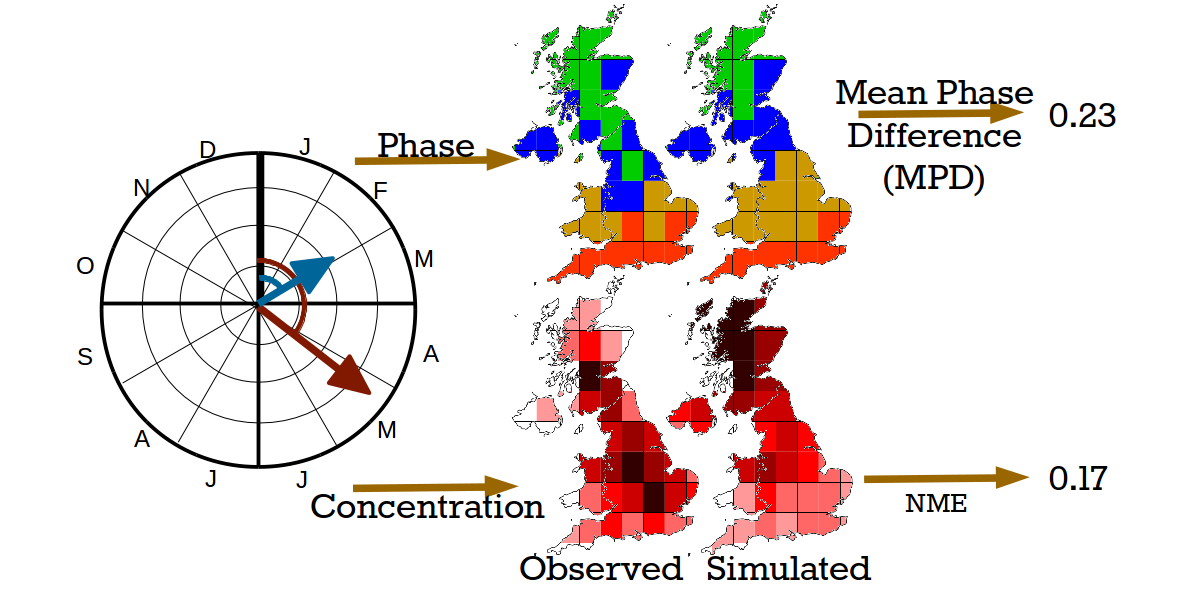 D
J
N
F
O
M
S
A
A
M
J
J
Phase
Concentration
Mean Phase
Difference
(MPD)
0.23
NME
0.17
Observed
Simulated